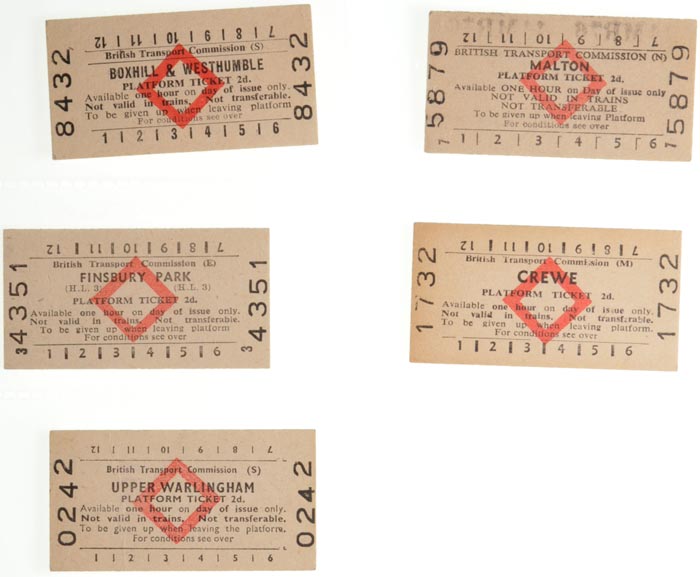 7 | 8 | 9 | 10 | 11 | 12
British Transport Commission (S)
BOXHILL & WESTHUMBLE
PLATFORM TICKET 2d.
Available one hour on day of issue only.
Not valid in trains. Not transferable.
To be given up when leaving platform
For conditions see over
1 | 2 | 3 | 4 | 5 | 6
8432
8432
7 | 8 | 9 | 10 | 11 | 12
BRITISH TRANSPORT COMMISSION (N)
MALTON
PLATFORM TICKET 2d.
Available ONE HOUR on day of issue only
NOT VALID IN TRAINS
NOT TRANSFERABLE
To be given up when leaving Platform
For conditions see over
1 | 2 | 3 | 4 | 5 | 6
15879
15879
7 | 8 | 9 | 10 | 11 | 12
British Transport Commission (E)
FINSBURY PARK
(H.L. 3) (H.L. 3)
PLATFORM TICKET 2d.
Available one hour on day of issue only.
Not valid in trains. Not transferable.
To be given up when leaving platform
For conditions see over
1 | 2 | 3 | 4 | 5 | 6
34351
34351
7 | 8 | 9 | 10 | 11 | 12
British Transport Commission (M)
CREWE
PLATFORM TICKET 2d.
Available one hour on day of issue only.
Not valid in trains. Not transferable.
To be given up when leaving platform.
For conditions see over
1 | 2 | 3 | 4 | 5 | 6
1732
1732
7 | 8 | 9 | 10 | 11 | 12
British Transport Commission (S)
UPPER WARLINGHAM
PLATFORM TICKET 2d.
Available one hour on day of issue only.
Not valid in trains. Not transferable.
To be given up when leaving the platform.
For conditions see over
1 | 2 | 3 | 4 | 5 | 6
0242
0242